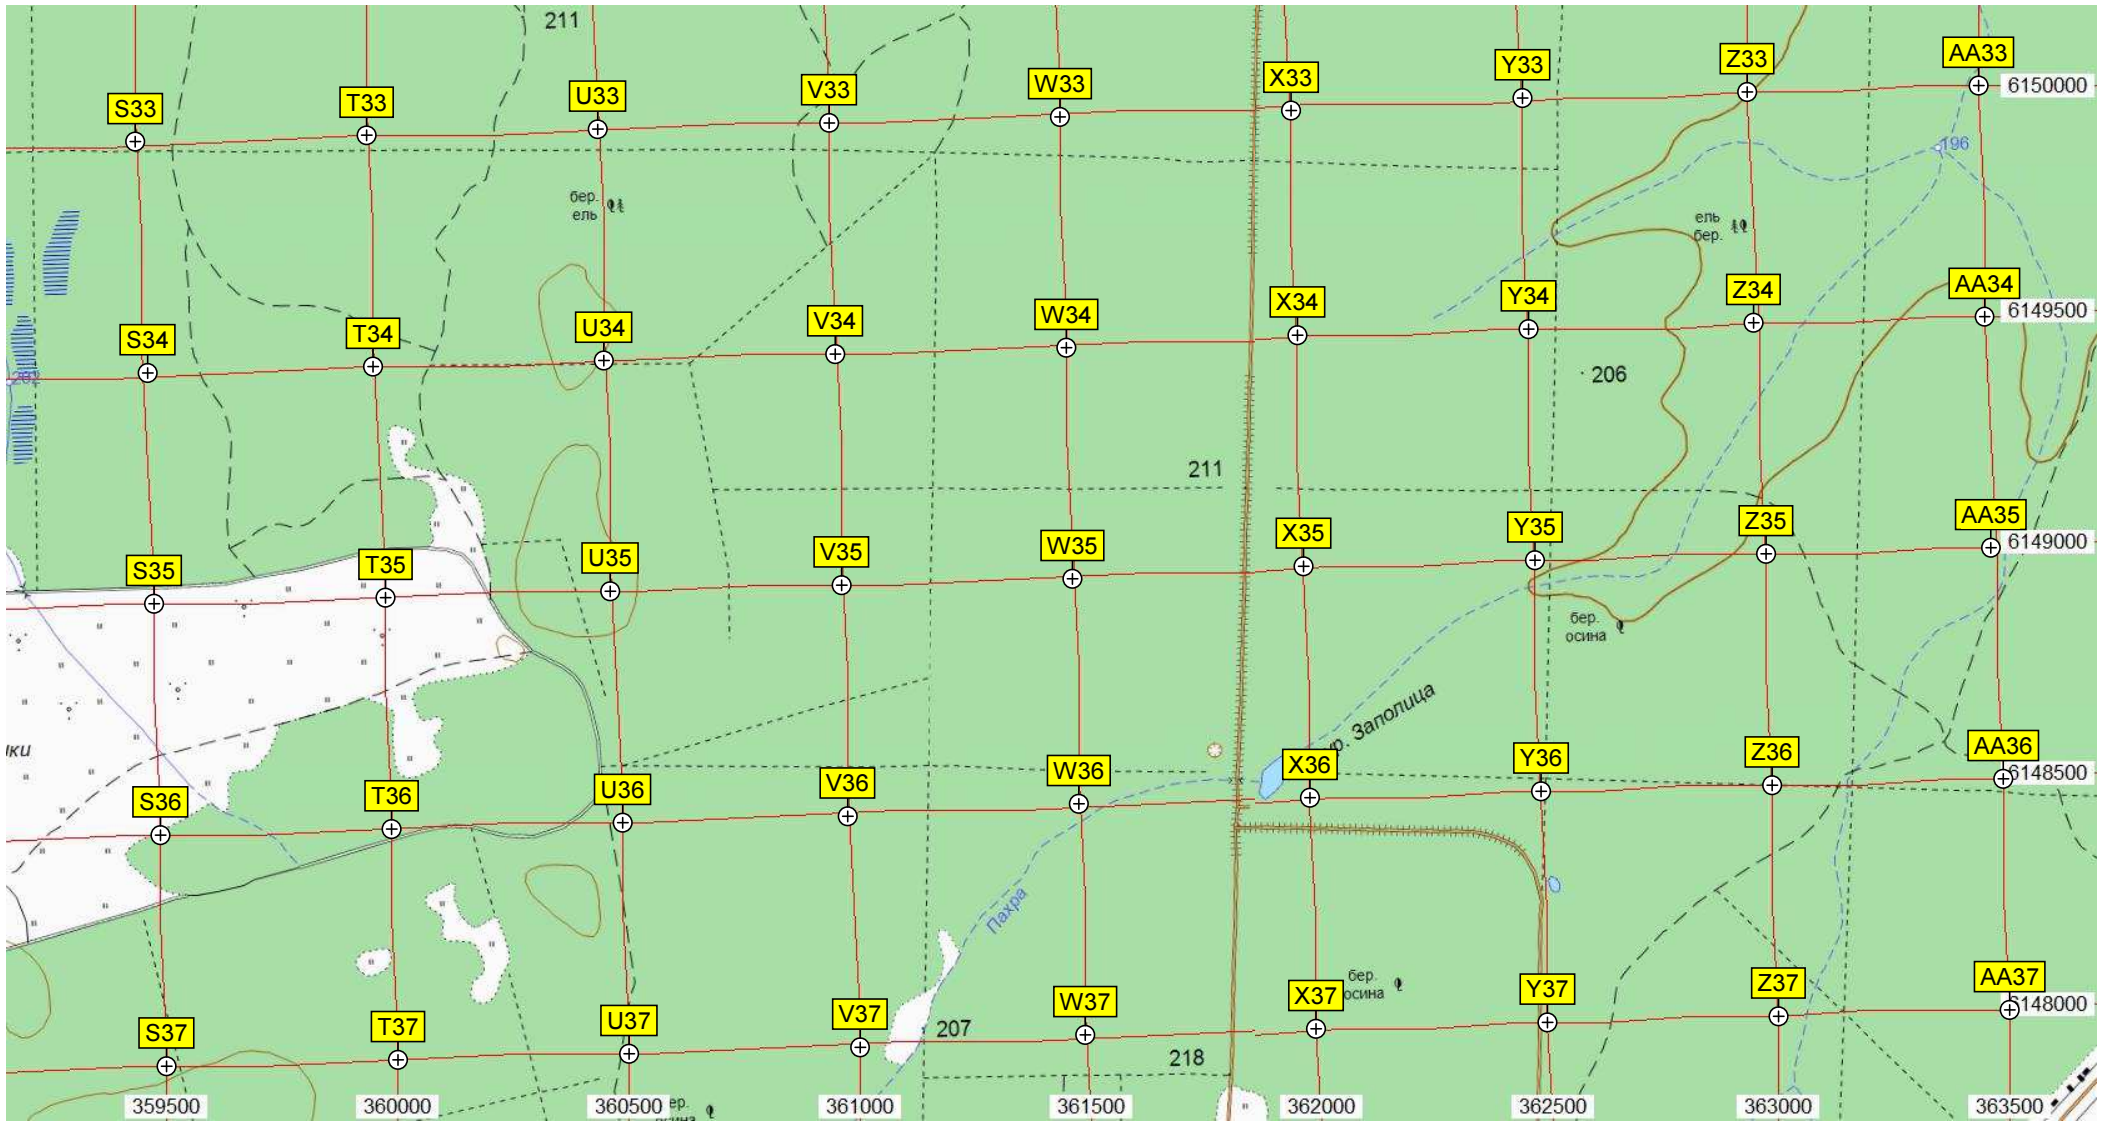 211
S33 T33 U33 V33 W33 X33 Y33 Z33 AA33
6150000
196
бер.
ель
ель
бер.
S34 T34 U34 V34 W34 X34 Y34 Z34 AA34
6149500
202
206
211
S35 T35 U35 V35 W35 X35 Y35 Z35 AA35
6149000
бер.
осина
ур. Заполица
ики
S36 T36 U36 V36 W36 X36 Y36 Z36 AA36
6148500
Пахра
бер.
осина
S37 T37 U37 V37 W37 X37 Y37 Z37 AA37
6148000
207
218
359500 360000 360500 361000 361500 362000 362500 363000 363500